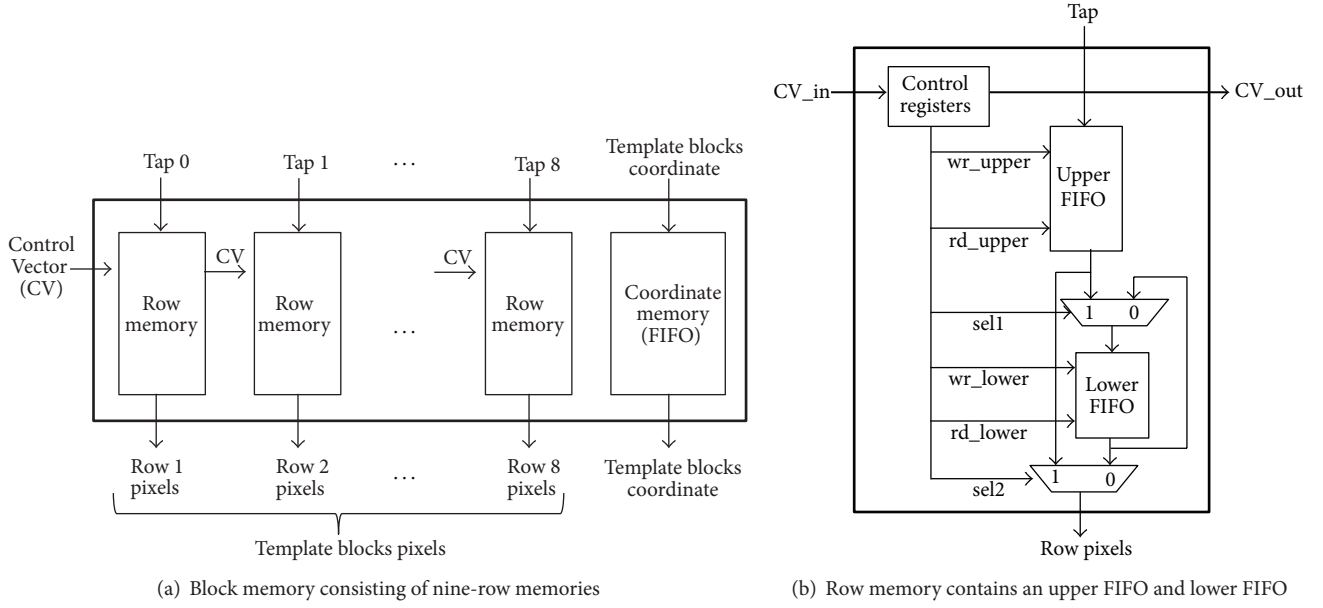 Tap 0
Tap 1
...
Tap 8
Template blocks
coordinate
Control
Vector
(CV)
CV
CV
Row
memory
Row
memory
...
Row
memory
Coordinate
memory
(FIFO)
Row 1
pixels
Row 2
pixels
...
Row 8
pixels
Template blocks
coordinate
Template blocks pixels
(a) Block memory consisting of nine-row memories
Tap
CV_in
Control
registers
CV_out
wr_upper
Upper
FIFO
rd_upper
1 0
sel1
wr_lower
Lower
FIFO
rd_lower
1 0
sel2
Row pixels
(b) Row memory contains an upper FIFO and lower FIFO